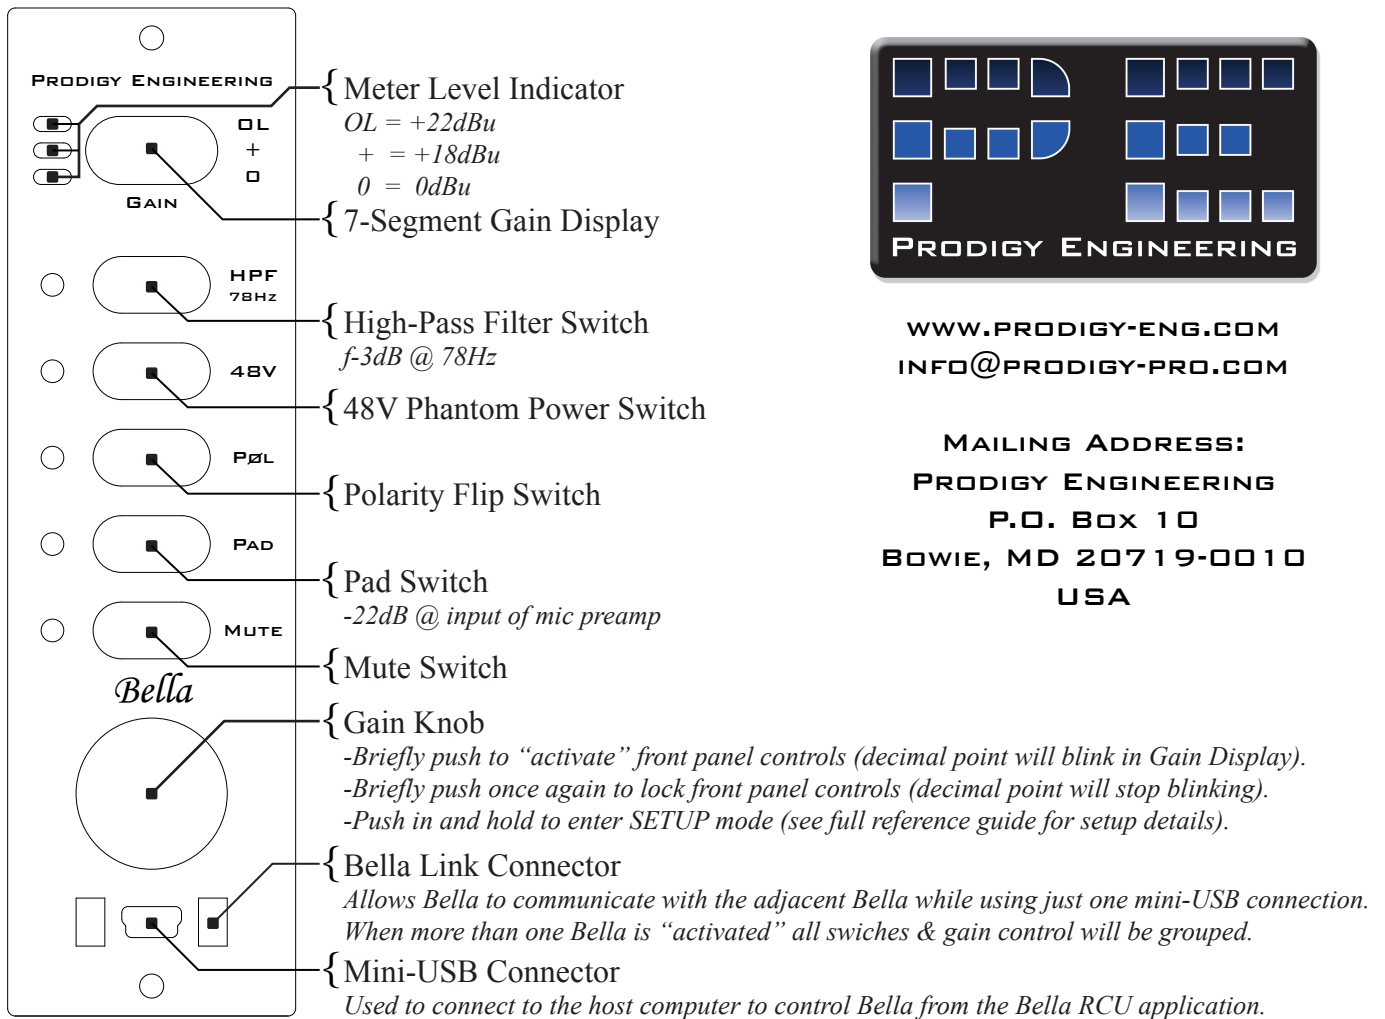 PRODIGY ENGINEERING
OL
+
0
GAIN
HPF
78HZ
48V
PØL
PAD
MUTE
Bella
{Meter Level Indicator
OL = +22dBu
+ = +18dBu
0 = 0dBu
{7-Segment Gain Display
{High-Pass Filter Switch
f-3dB @ 78Hz
{48V Phantom Power Switch
{Polarity Flip Switch
{Pad Switch
-22dB @ input of mic preamp
{Mute Switch
{Gain Knob
-Briefly push to “activate” front panel controls (decimal point will blink in Gain Display).
-Briefly push once again to lock front panel controls (decimal point will stop blinking).
-Push in and hold to enter SETUP mode (see full reference guide for setup details).
{Bella Link Connector
Allows Bella to communicate with the adjacent Bella while using just one mini-USB connection.
When more than one Bella is “activated” all swiches & gain control will be grouped.
{Mini-USB Connector
Used to connect to the host computer to control Bella from the Bella RCU application.
PRODIGY ENGINEERING
WWW.PRODIGY-ENG.COM
INFO@PRODIGY-PRO.COM
MAILING ADDRESS:
PRODIGY ENGINEERING
P.O. BOX 10
BOWIE, MD 20719-0010
USA